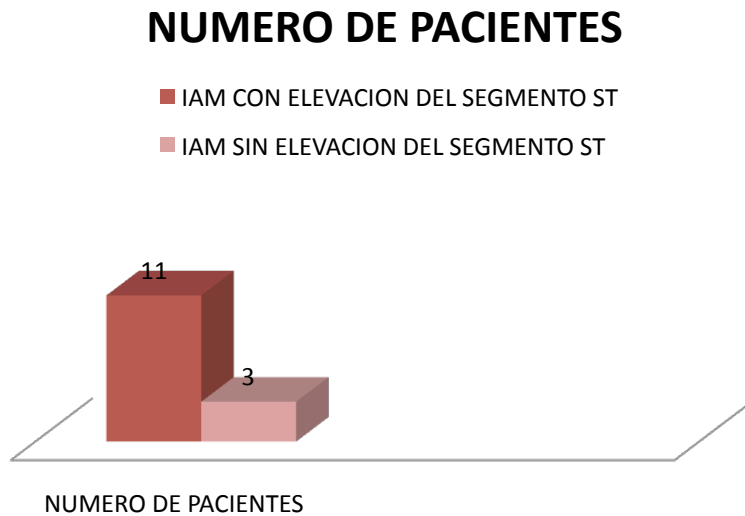 NUMERO DE PACIENTES
IAM CON ELEVACION DEL SEGMENTO ST
IAM SIN ELEVACION DEL SEGMENTO ST
11
3
NUMERO DE PACIENTES